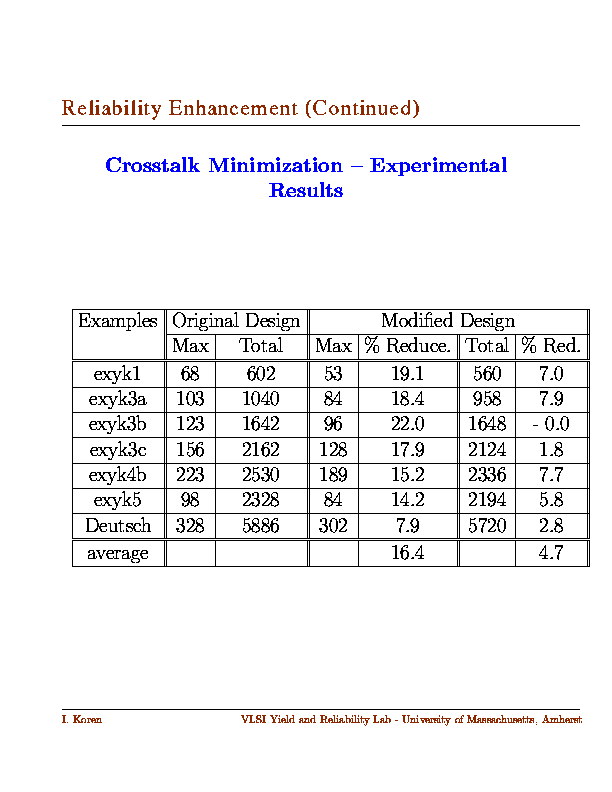 Reliability Enhancement (Continued)
Crosstalk Minimization – Experimental
Results
Examples Original Design Modified Design
Max Total Max % Reduce. Total % Red.
exyk1 68 602 53 19.1 560 7.0
exyk3a 103 1040 84 18.4 958 7.9
exyk3b 123 1642 96 22.0 1648 - 0.0
exyk3c 156 2162 128 17.9 2124 1.8
exyk4b 223 2530 189 15.2 2336 7.7
exyk5 98 2328 84 14.2 2194 5.8
Deutsch 328 5886 302 7.9 5720 2.8
average 16.4 4.7
I. Koren VLSI Yield and Reliability Lab - University of Massachusetts, Amherst